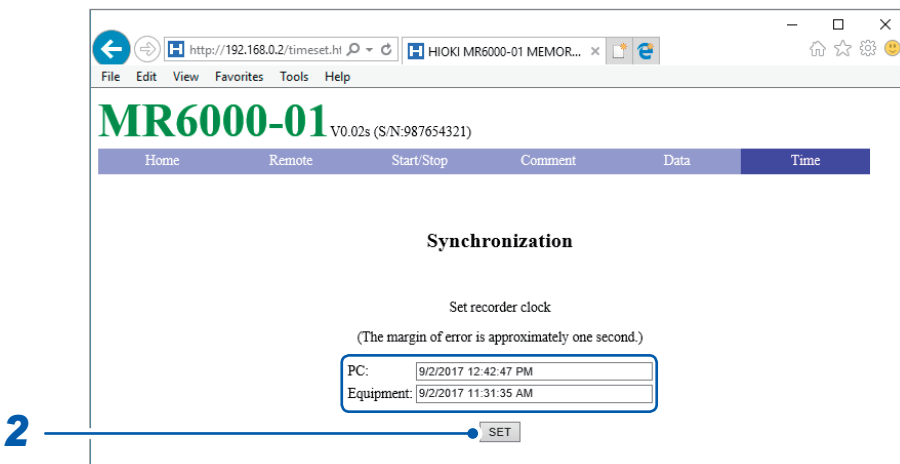 http://192.168.0.2/timeset.ht
HIOKI MR6000-01 MEMOR...
File Edit View Favorites Tools Help
MR6000-01 V0.02s (S/N:987654321)
Home Remote Start/Stop Comment Data Time
Synchronization
Set recorder clock
(The margin of error is approximately one second.)
PC: 9/2/2017 12:42:47 PM
Equipment: 9/2/2017 11:31:35 AM
2 SET